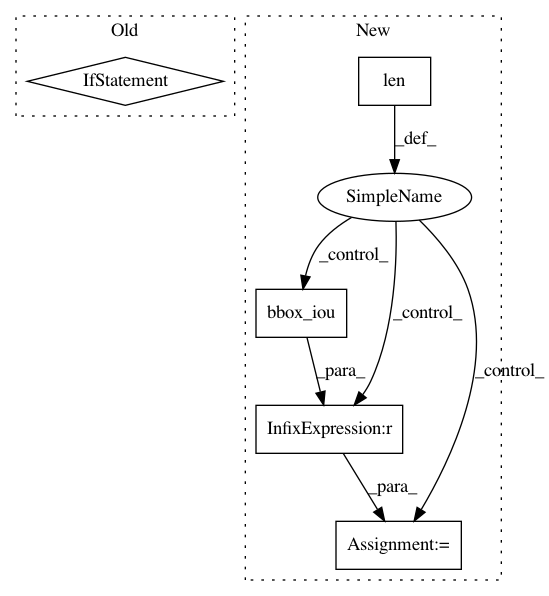 Old
New
IfStatement
len
_def_
SimpleName
_control_
bbox_iou
_control_
_control_
_para_
InfixExpression:r
_para_
Assignment:=